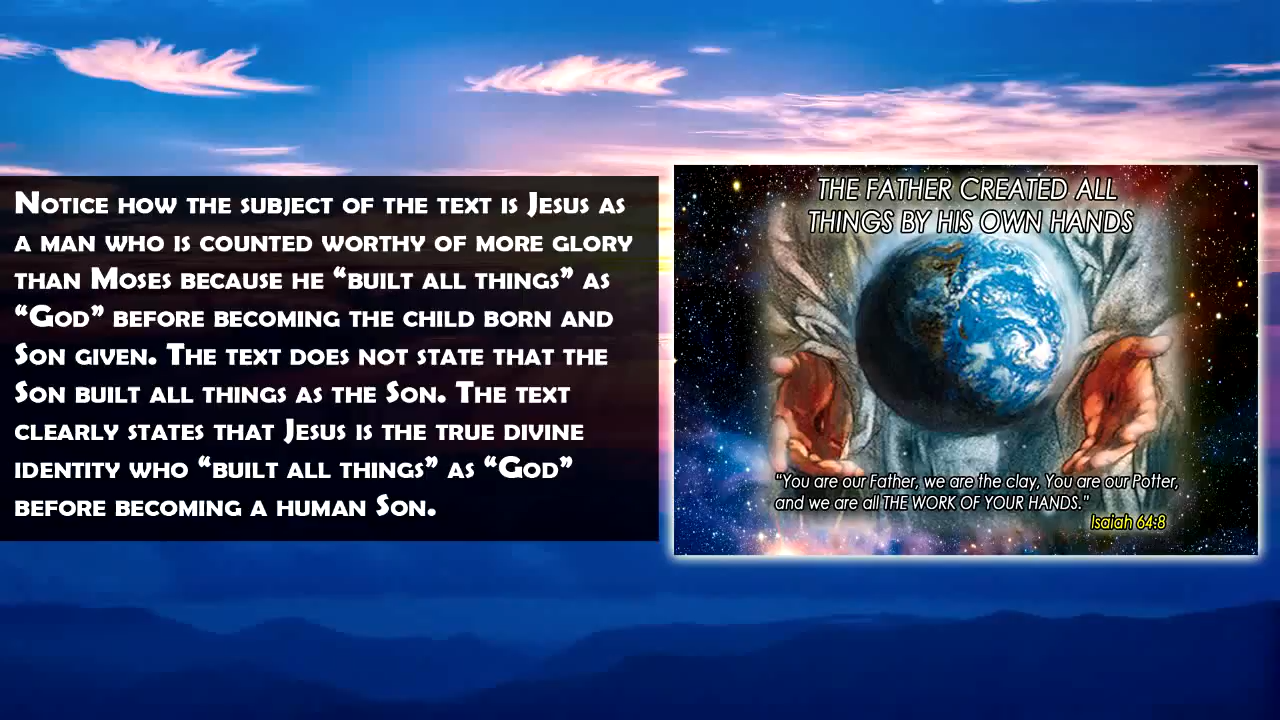 Notice how the subject of the text is Jesus as
a man who is counted worthy of more glory
than Moses because he “built all things” as
“God” before becoming the child born and
Son given. The text does not state that the
Son built all things as the Son. The text
clearly states that Jesus is the true divine
identity who “built all things” as “God”
before becoming a human Son.
THE FATHER CREATED ALL
THINGS BY HIS OWN HANDS
“You are our Father, we are the clay, You are our Potter,
and we are all THE WORK OF YOUR HANDS.”
Isaiah 64:8